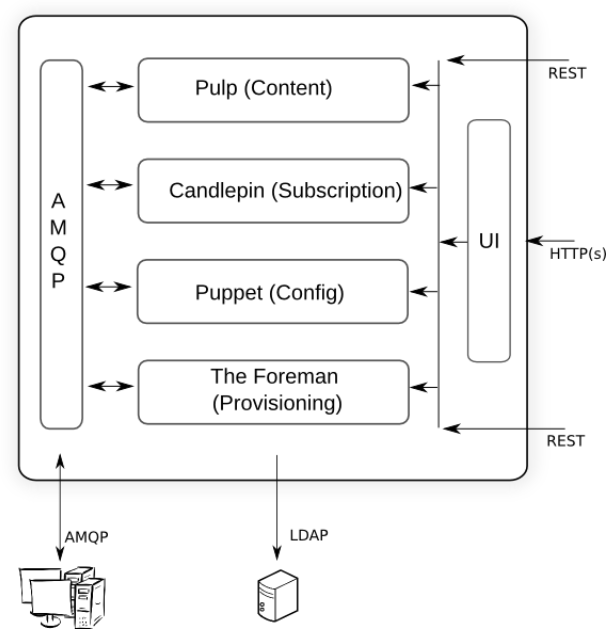 REST
Pulp (Content)
Candlepin (Subscription)
A
M
Q
P
UI
HTTP(s)
Puppet (Config)
The Foreman
(Provisioning)
REST
AMQP
LDAP